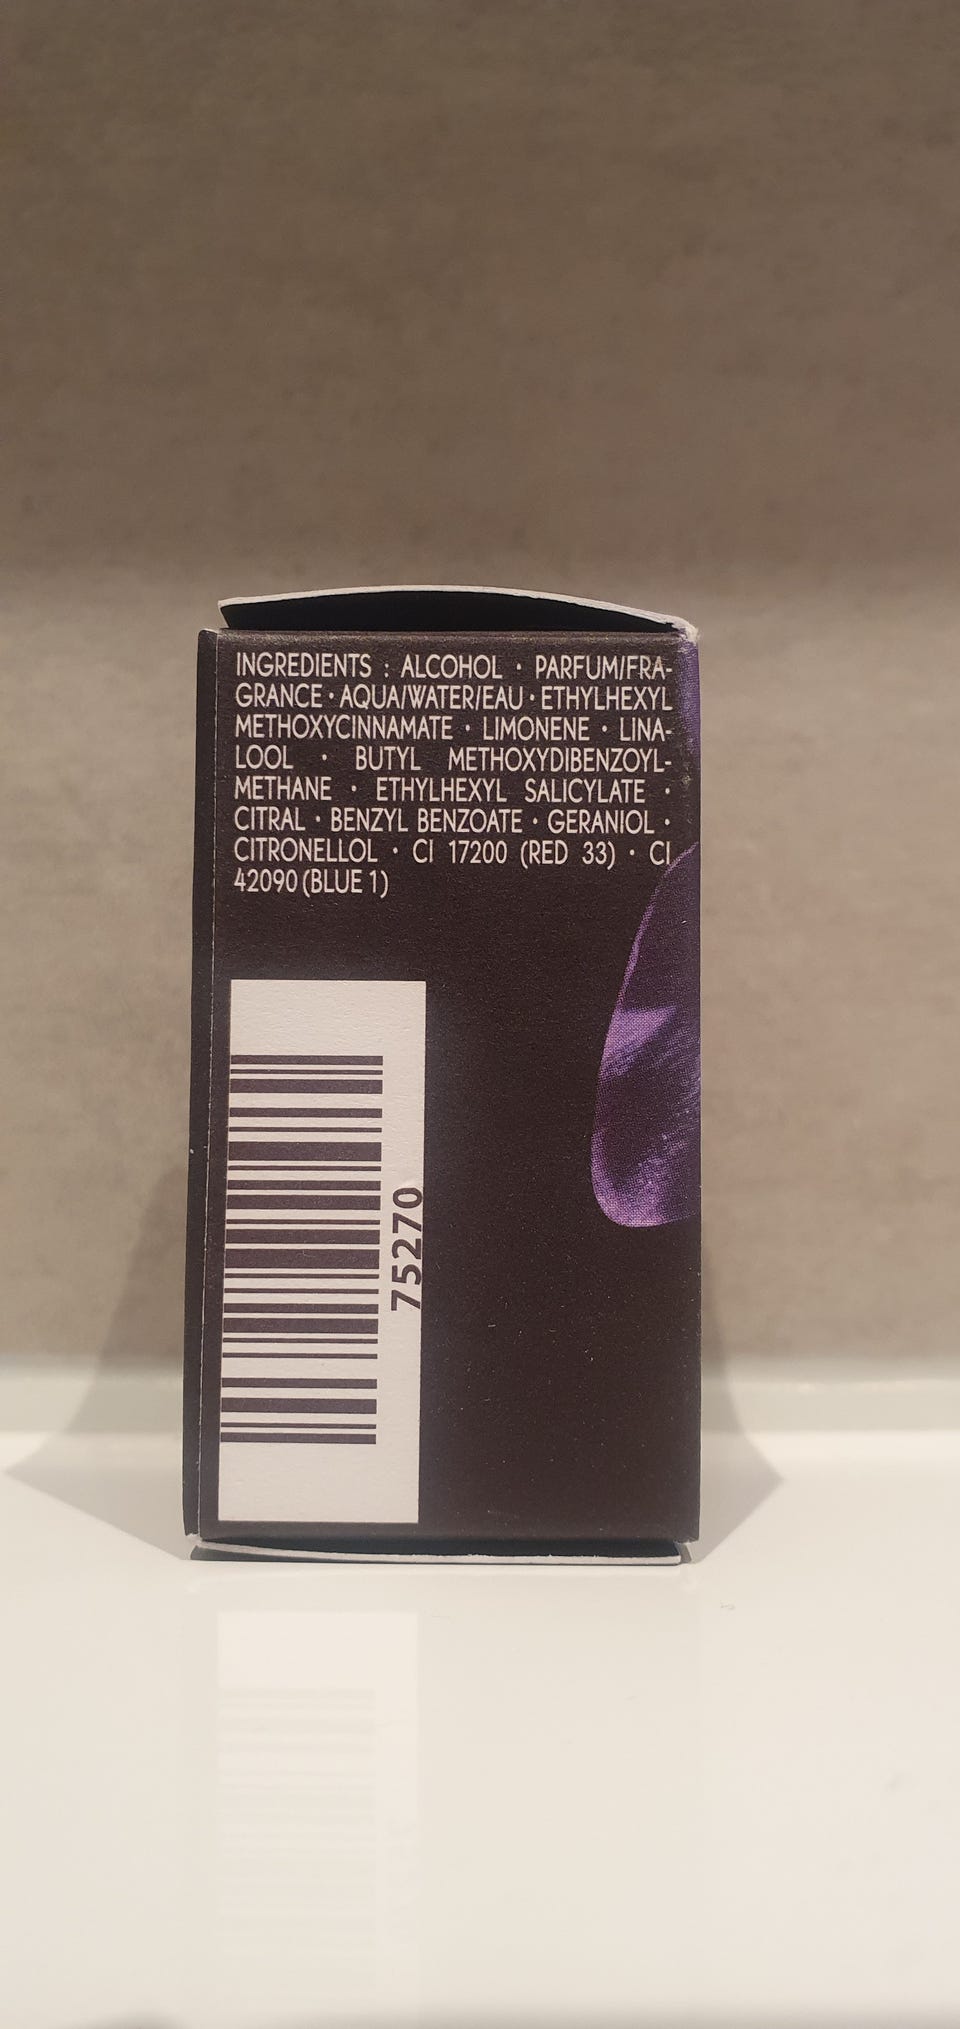 INGREDIENTS : ALCOHOL · PARFUM/FRA-
GRANCE · AQUA/WATER/EAU · ETHYLHEXYL
METHOXYCINNAMATE · LIMONENE · LINA-
LOOL · BUTYL METHOXYDIBENZOYL-
METHANE · ETHYLHEXYL SALICYLATE ·
CITRAL · BENZYL BENZOATE · GERANIOL ·
CITRONELLOL · CI 17200 (RED 33) · CI
42090 (BLUE 1)
75270